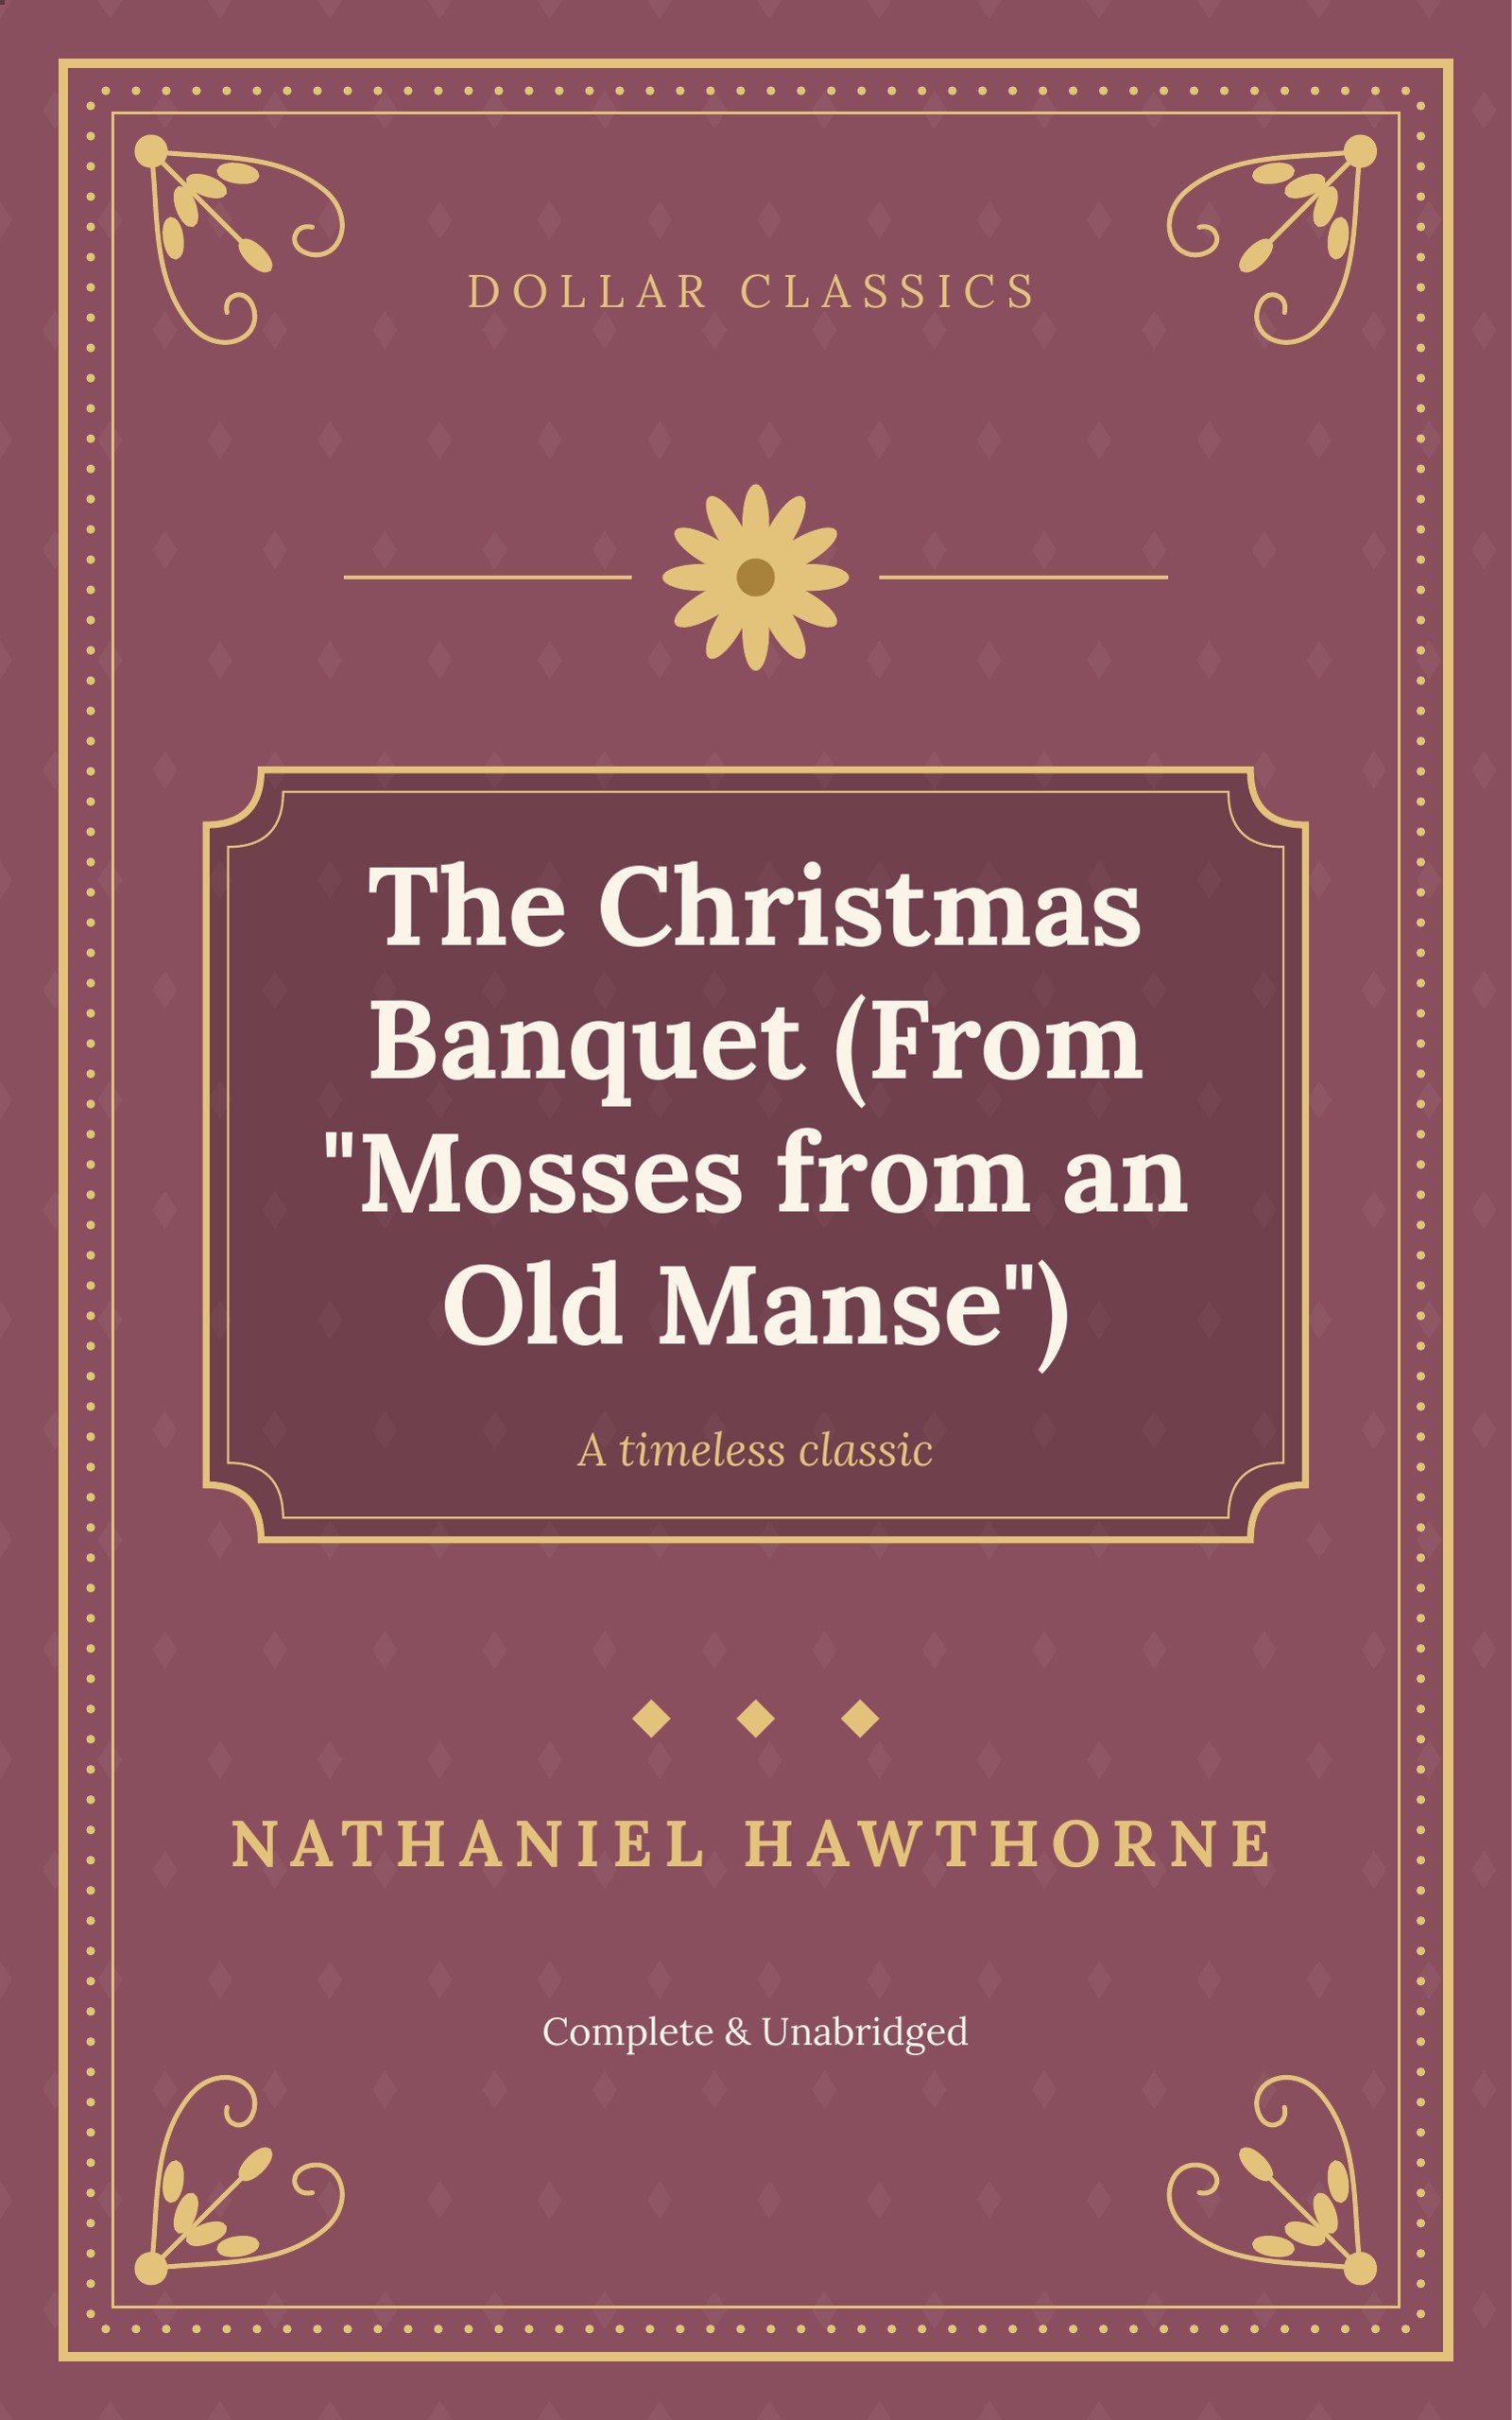 DOLLAR CLASSICS
The Christmas
Banquet (From
"Mosses from an
Old Manse")
A timeless classic
NATHANIEL HAWTHORNE
Complete & Unabridged